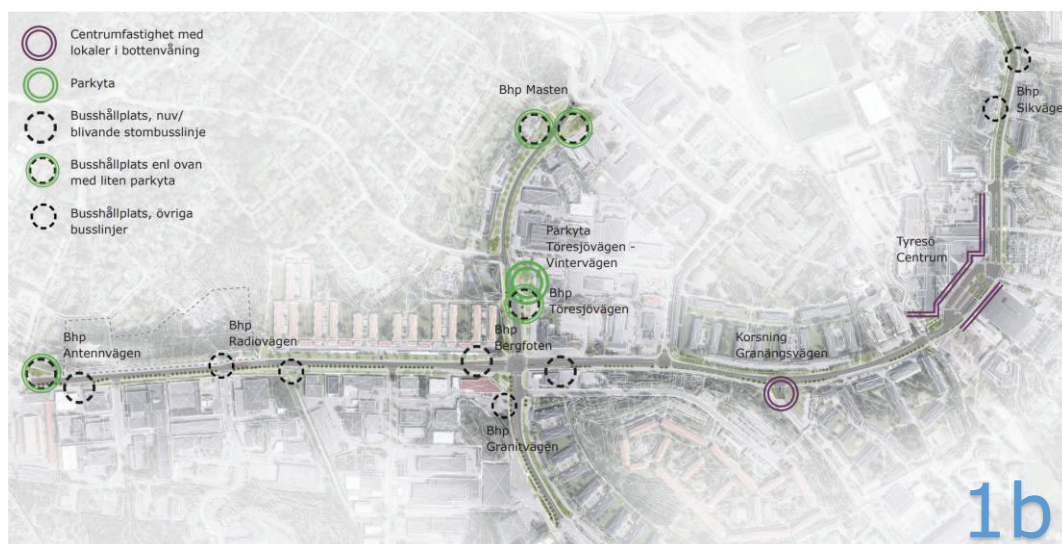 Centrumfastighet med
lokaler i bottenvåning
Parkyta
Busshållplats, nuv/
blivande stombusslinje
Busshållplats enl ovan
med liten parkyta
Busshållplats, övriga
busslinjer
Bhp Masten
Bhp
Sikväge
Parkyta
Töresjövägen -
Vintervägen
Tyresö
Centrum
Bhp
Töresjövägen
Bhp
Antennvägen
Bhp
Radiovägen
Bhp
Bergfoten
Korsning
Granängsvägen
Bhp
Granitvägen
1b